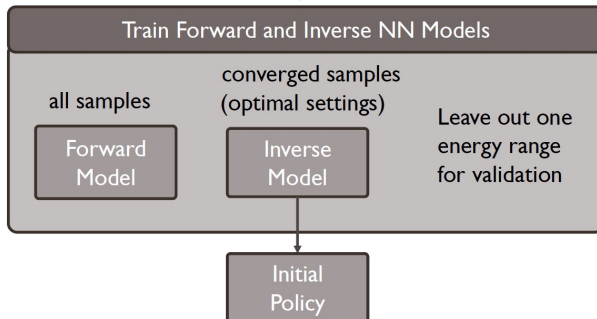 Train Forward and Inverse NN Models
all samples
converged samples
(optimal settings)
Forward
Model
Inverse
Model
Leave out one
energy range
for validation
Initial
Policy